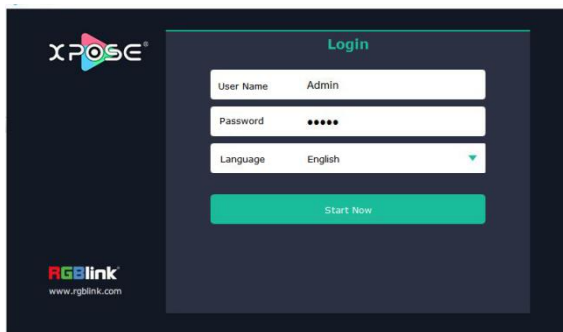 XPOSE®
Login
User Name Admin
Password •••••
Language English
Start Now
RGBlink®
www.rgblink.com